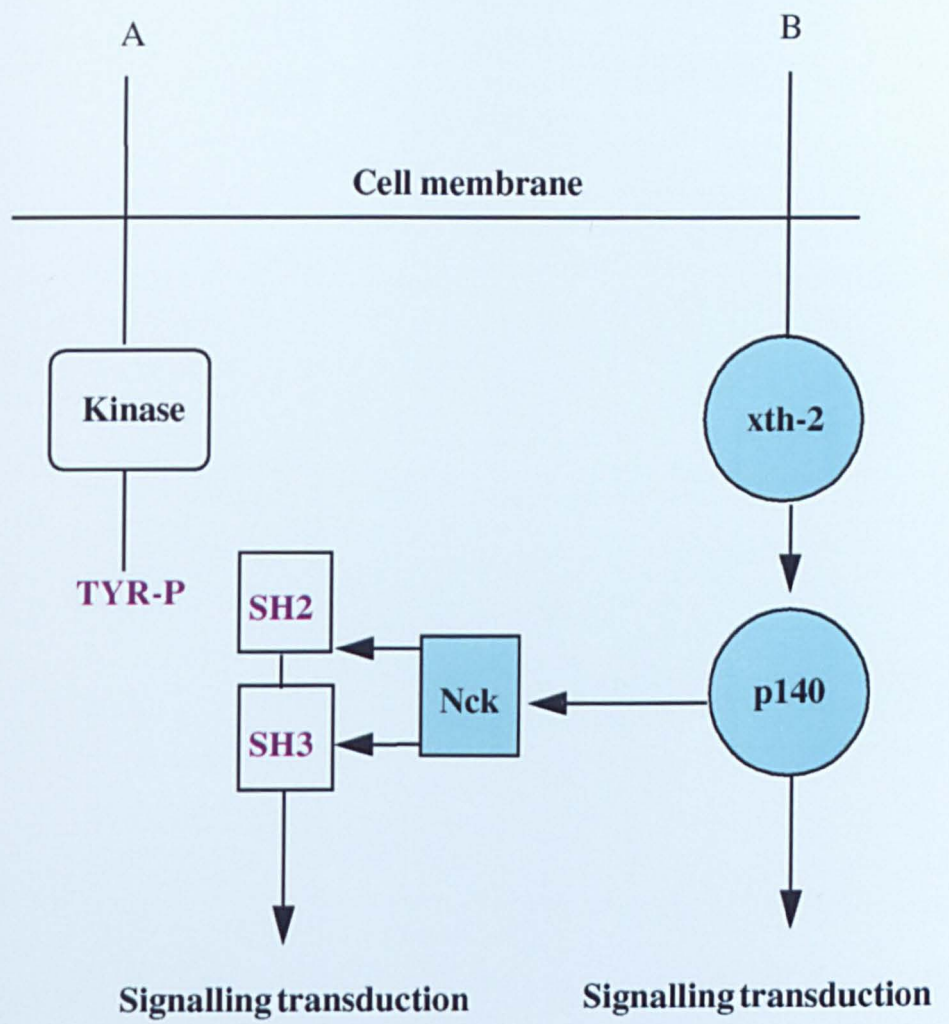 A
B
Cell membrane
Kinase
xth-2
TYR-P
SH2
Nck
p140
SH3
Signalling transduction
Signalling transduction